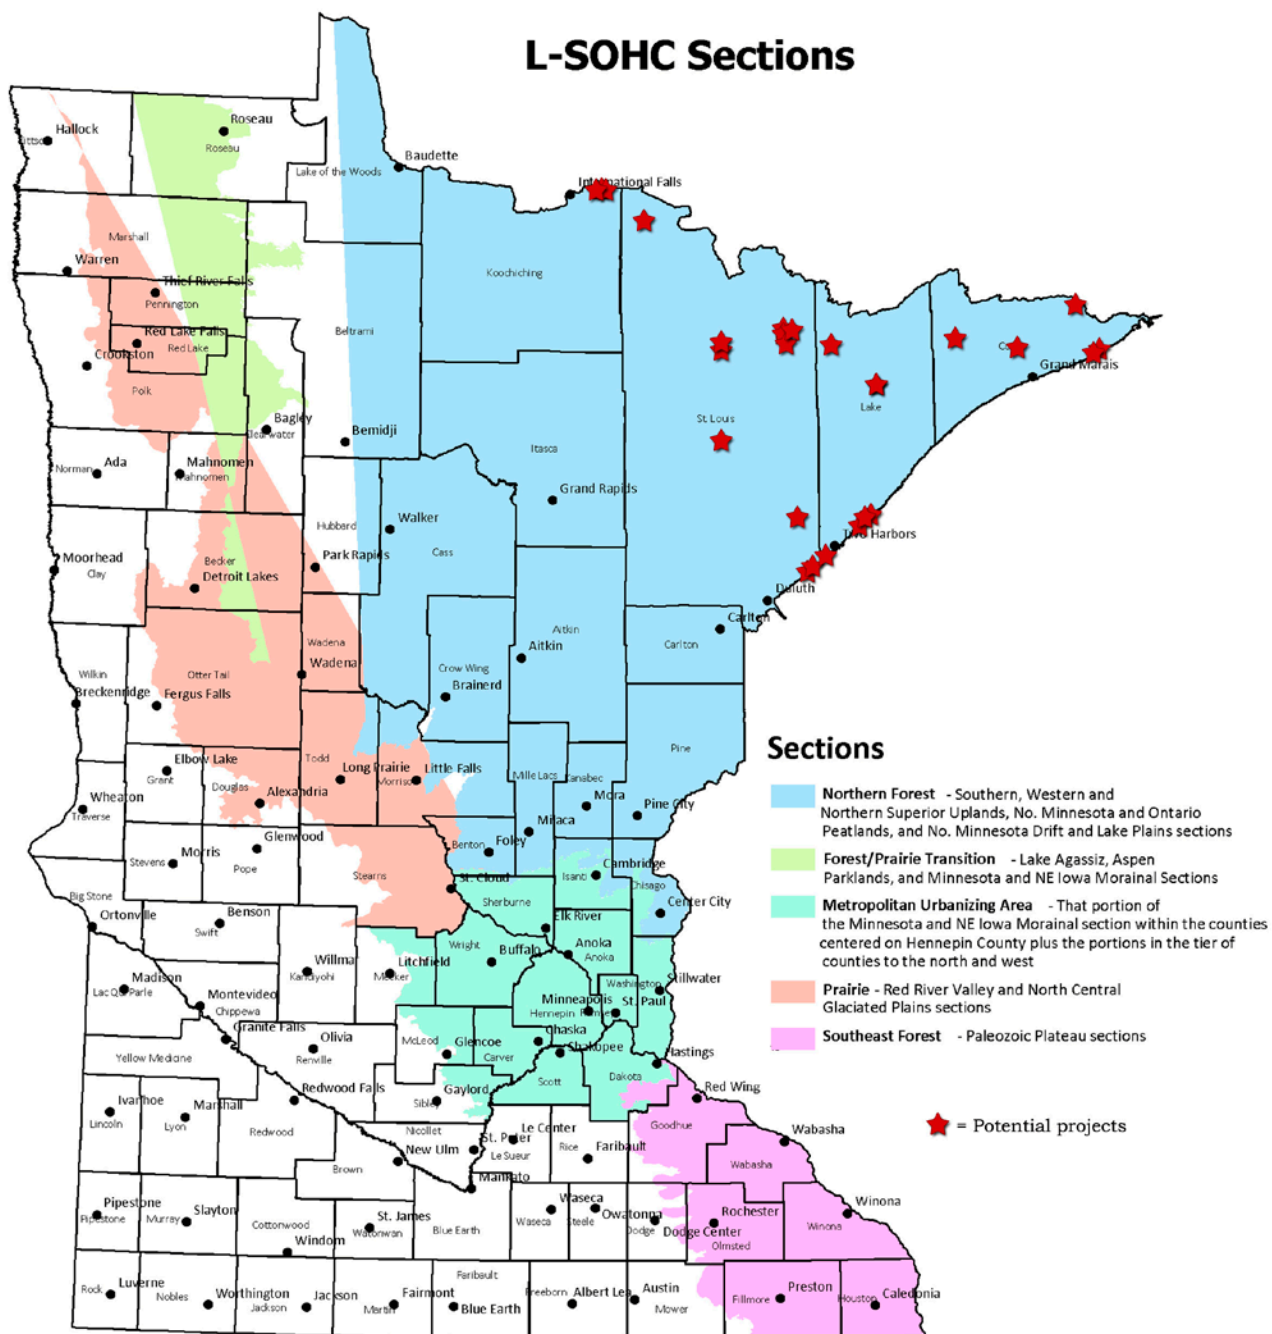 L-SOHC Sections
Hallock
Roseau
Roseau
Baudette
Lake of the Woods
International Falls
Marshall
Warren
Koochiching
Thief River Falls
Pennington
Red Lake Falls
Red Lake
Beltrami
Crookston
Polk
Grand Marais
Lake
St. Louis
Bagley
Clearwater
Bemidji
Itasca
Ada
Norman
Mahnomen
Mahnomen
Grand Rapids
Walker
Hubbard
Cass
Two Harbors
Moorhead
Clay
Becker
Detroit Lakes
Park Rapids
Duluth
Carlton
Carlton
Aitkin
Aitkin
Wadena
Wadena
Crow Wing
Brainerd
Wilkin
Breckenridge
Otter Tail
Fergus Falls
Pine
Elbow Lake
Grant
Todd
Long Prairie
Little Falls
Mille Lacs
Kanabec
Douglas
Alexandria
Wheaton
Traverse
Mora
Pine City
Milaca
Glenwood
Morris
Stevens
Pope
Benton
Foley
Stearns
Isanti
Cambridge
Chisago
St. Cloud
Sherburne
Center City
Big Stone
Ortonville
Benson
Swift
Elk River
Wright
Buffalo
Anoka
Anoka
Willmar
Kandiyohi
Litchfield
Meeker
Stillwater
Washington
Madison
Lac Qui Parle
Montevideo
Chippewa
Minneapolis
St. Paul
Hennepin
Granite Falls
Yellow Medicine
Olivia
Renville
McLeod
Glencoe
Carver
Chaska
Shakopee
Hastings
Scott
Dakota
Redwood Falls
Gaylord
Sibley
Red Wing
Ivanhoe
Lincoln
Marshall
Lyon
Redwood
Nicollet
New Ulm
St. Peter
Le Center
Le Sueur
Rice
Faribault
Goodhue
Wabasha
Wabasha
Brown
Mankato
Pipestone
Pipestone
Murray
Slayton
Cottonwood
Windom
St. James
Watonwan
Blue Earth
Waseca
Waseca
Steele
Owatonna
Dodge
Dodge Center
Rochester
Olmsted
Winona
Winona
Rock
Luverne
Nobles
Worthington
Jackson
Jackson
Martin
Fairmont
Faribault
Blue Earth
Freeborn
Albert Lea
Austin
Mower
Fillmore
Preston
Houston
Caledonia
Sections
Northern Forest - Southern, Western and
Northern Superior Uplands, No. Minnesota and Ontario
Peatlands, and No. Minnesota Drift and Lake Plains sections
Forest/Prairie Transition - Lake Agassiz, Aspen
Parklands, and Minnesota and NE Iowa Morainal Sections
Metropolitan Urbanizing Area - That portion of
the Minnesota and NE Iowa Morainal section within the counties
centered on Hennepin County plus the portions in the tier of
counties to the north and west
Prairie - Red River Valley and North Central
Glaciated Plains sections
Southeast Forest - Paleozoic Plateau sections
= Potential projects